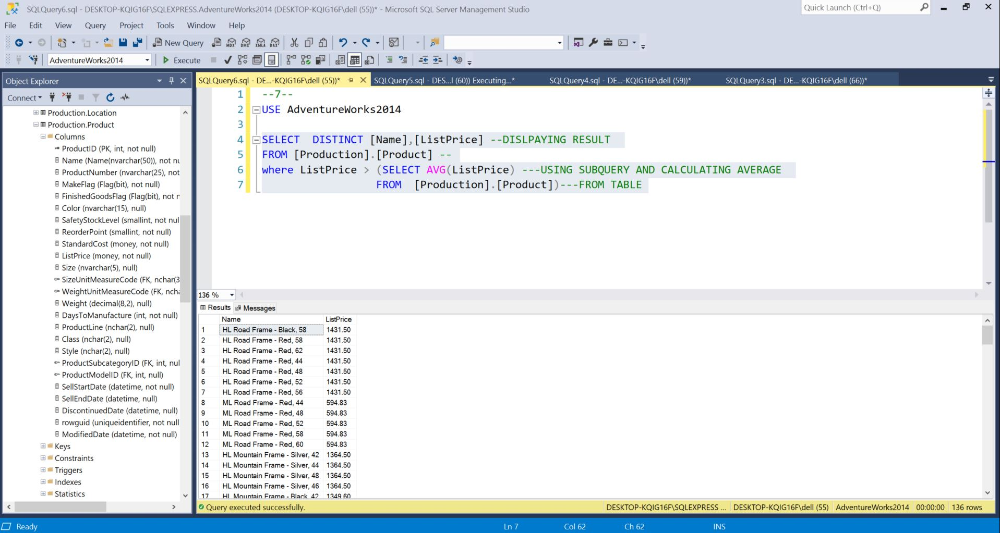 SQLQuery6.sql - DESKTOP-KQIG16F\SQLEXPRESS.AdventureWorks2014 (DESKTOP-KQIG16F\dell (55))* - Microsoft SQL Server Management Studio
Quick Launch (Ctrl+Q)
File Edit View Query Project Tools Window Help
New Query MDX DMX XMLA DAX
AdventureWorks2014 Execute
Object Explorer
Connect
Production.Location
Production.Product
Columns
ProductID (PK, int, not null)
Name (Name(nvarchar(50)), not nu
ProductNumber (nvarchar(25), not
MakeFlag (Flag(bit), not null)
FinishedGoodsFlag (Flag(bit), not n
Color (nvarchar(15), null)
SafetyStockLevel (smallint, not nul
ReorderPoint (smallint, not null)
StandardCost (money, not null)
ListPrice (money, not null)
Size (nvarchar(5), null)
SizeUnitMeasureCode (FK, nchar(3
WeightUnitMeasureCode (FK, ncha
Weight (decimal(8,2), null)
DaysToManufacture (int, not null)
ProductLine (nchar(2), null)
Class (nchar(2), null)
Style (nchar(2), null)
ProductSubcategoryID (FK, int, nul
ProductModelID (FK, int, null)
SellStartDate (datetime, not null)
SellEndDate (datetime, null)
DiscontinuedDate (datetime, null)
rowguid (uniqueidentifier, not null
ModifiedDate (datetime, not null)
Keys
Constraints
Triggers
Indexes
Statistics
SQLQuery6.sql - DE...-KQIG16F\dell (55))* SQLQuery5.sql - DES...l (60)) Executing...* SQLQuery4.sql - DE...-KQIG16F\dell (59))* SQLQuery3.sql - DE...-KQIG16F\dell (66))*
1 --7--
2 USE AdventureWorks2014
3
4 SELECT  DISTINCT [Name],[ListPrice] --DISLPAYING RESULT
5 FROM [Production].[Product] --
6 where ListPrice > (SELECT AVG(ListPrice) ---USING SUBQUERY AND CALCULATING AVERAGE
7 FROM  [Production].[Product])---FROM TABLE
136 %
Results Messages
Name ListPrice
1 HL Road Frame - Black, 58 1431.50
2 HL Road Frame - Red, 58 1431.50
3 HL Road Frame - Red, 62 1431.50
4 HL Road Frame - Red, 44 1431.50
5 HL Road Frame - Red, 48 1431.50
6 HL Road Frame - Red, 52 1431.50
7 HL Road Frame - Red, 56 1431.50
8 ML Road Frame - Red, 44 594.83
9 ML Road Frame - Red, 48 594.83
10 ML Road Frame - Red, 52 594.83
11 ML Road Frame - Red, 58 594.83
12 ML Road Frame - Red, 60 594.83
13 HL Mountain Frame - Silver, 42 1364.50
14 HL Mountain Frame - Silver, 44 1364.50
15 HL Mountain Frame - Silver, 48 1364.50
16 HL Mountain Frame - Silver, 46 1364.50
17 HL Mountain Frame - Black, 42 1349.60
Query executed successfully. DESKTOP-KQIG16F\SQLEXPRESS ... DESKTOP-KQIG16F\dell (55) AdventureWorks2014 00:00:00 136 rows
Ready Ln 7 Col 62 Ch 62 INS